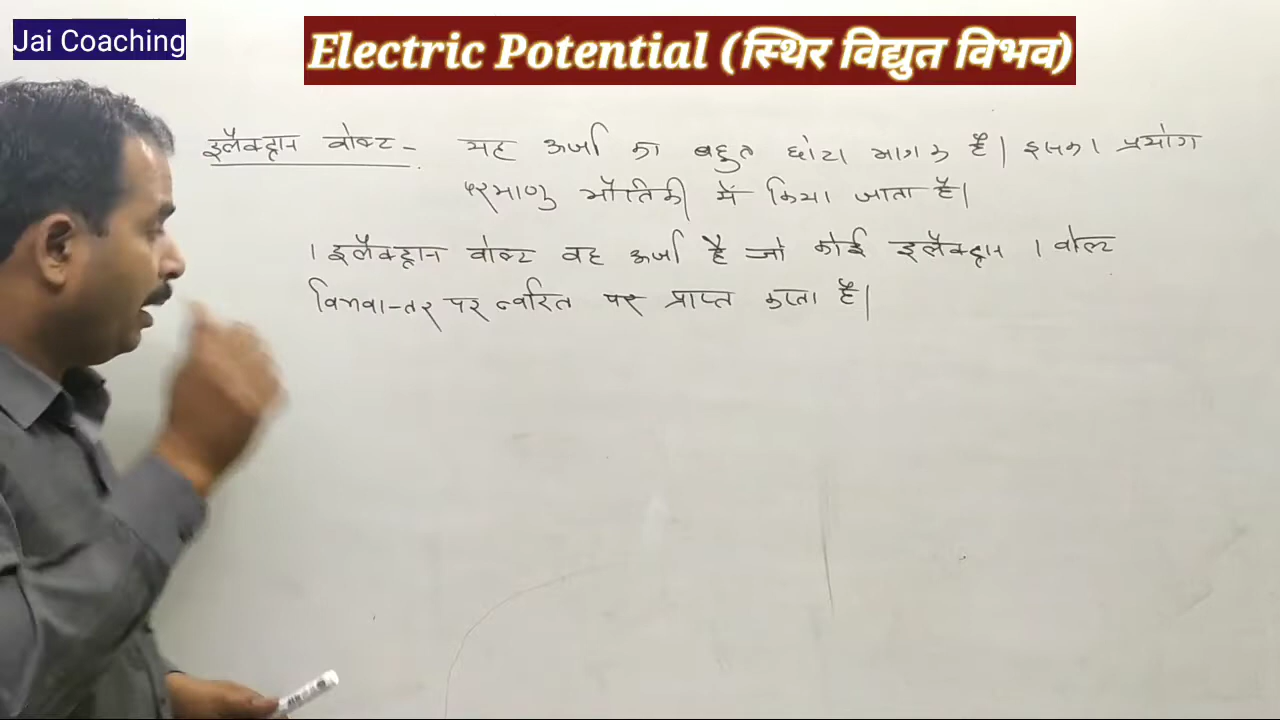 Jai Coaching
Electric Potential (स्थिर विद्युत विभव)
इलैक्ट्रान वोल्ट - यह ऊर्जा का बहुत छोटा मात्रक है। इसका प्रयोग
परमाणु भौतिकी में किया जाता है।
1 इलैक्ट्रान वोल्ट वह ऊर्जा है जो कोई इलैक्ट्रान 1 वोल्ट
विभवान्तर पर त्वरित पर प्राप्त करता है।